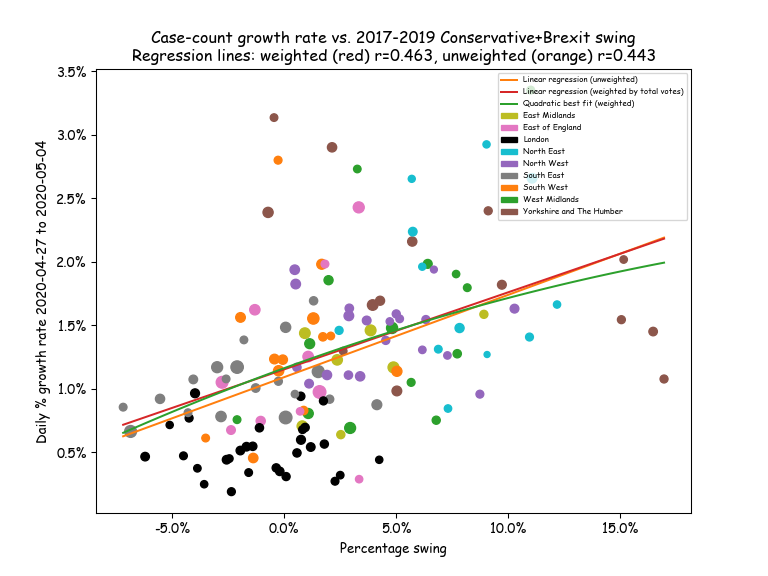 Case-count growth rate vs. 2017-2019 Conservative+Brexit swing
Regression lines: weighted (red) r=0.463, unweighted (orange) r=0.443
Daily % growth rate 2020-04-27 to 2020-05-04
3.5%
3.0%
2.5%
2.0%
1.5%
1.0%
0.5%
Linear regression (unweighted)
Linear regression (weighted by total votes)
Quadratic best fit (weighted)
East Midlands
East of England
London
North East
North West
South East
South West
West Midlands
Yorkshire and The Humber
-5.0%
0.0%
5.0%
10.0%
15.0%
Percentage swing